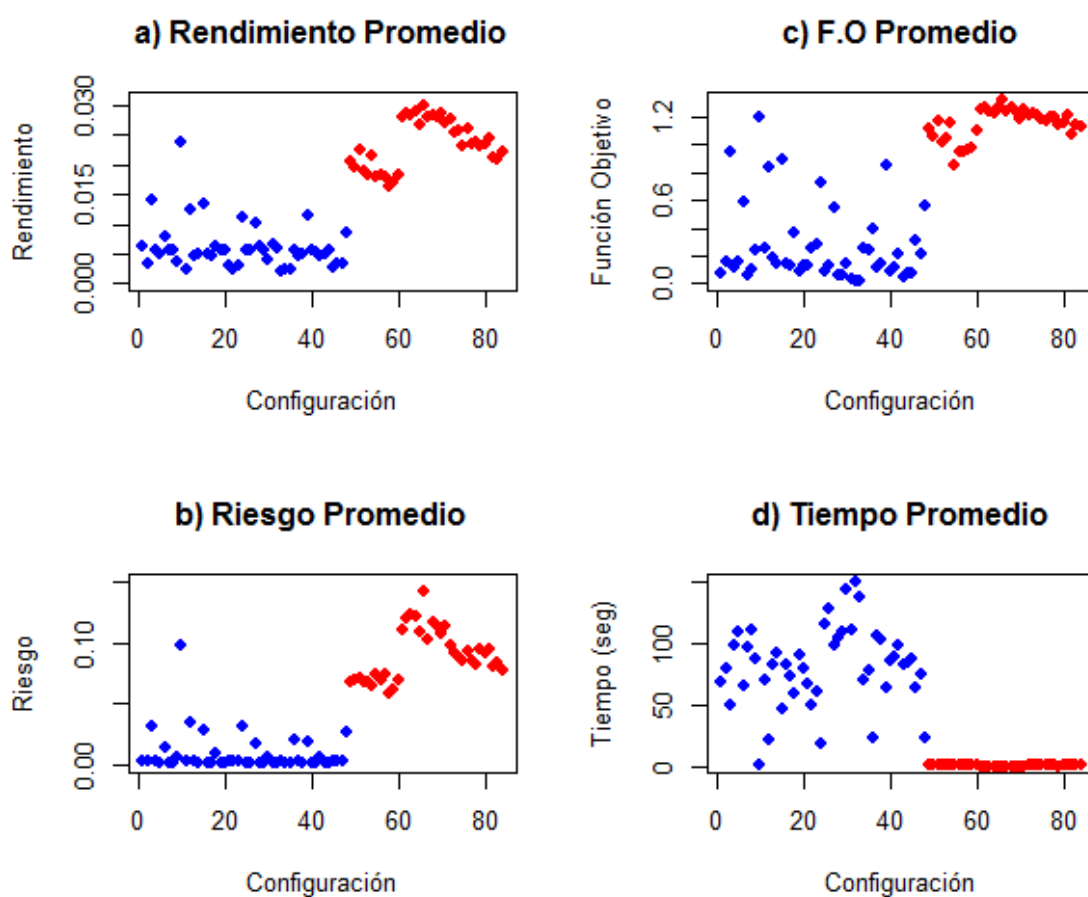 a) Rendimiento Promedio
Rendimiento
0.000 0.015 0.030
0 20 40 60 80
Configuración
c) F.O Promedio
Función Objetivo
0.0 0.6 1.2
0 20 40 60 80
Configuración
b) Riesgo Promedio
Riesgo
0.00 0.10
0 20 40 60 80
Configuración
d) Tiempo Promedio
Tiempo (seg)
0 50 100
0 20 40 60 80
Configuración